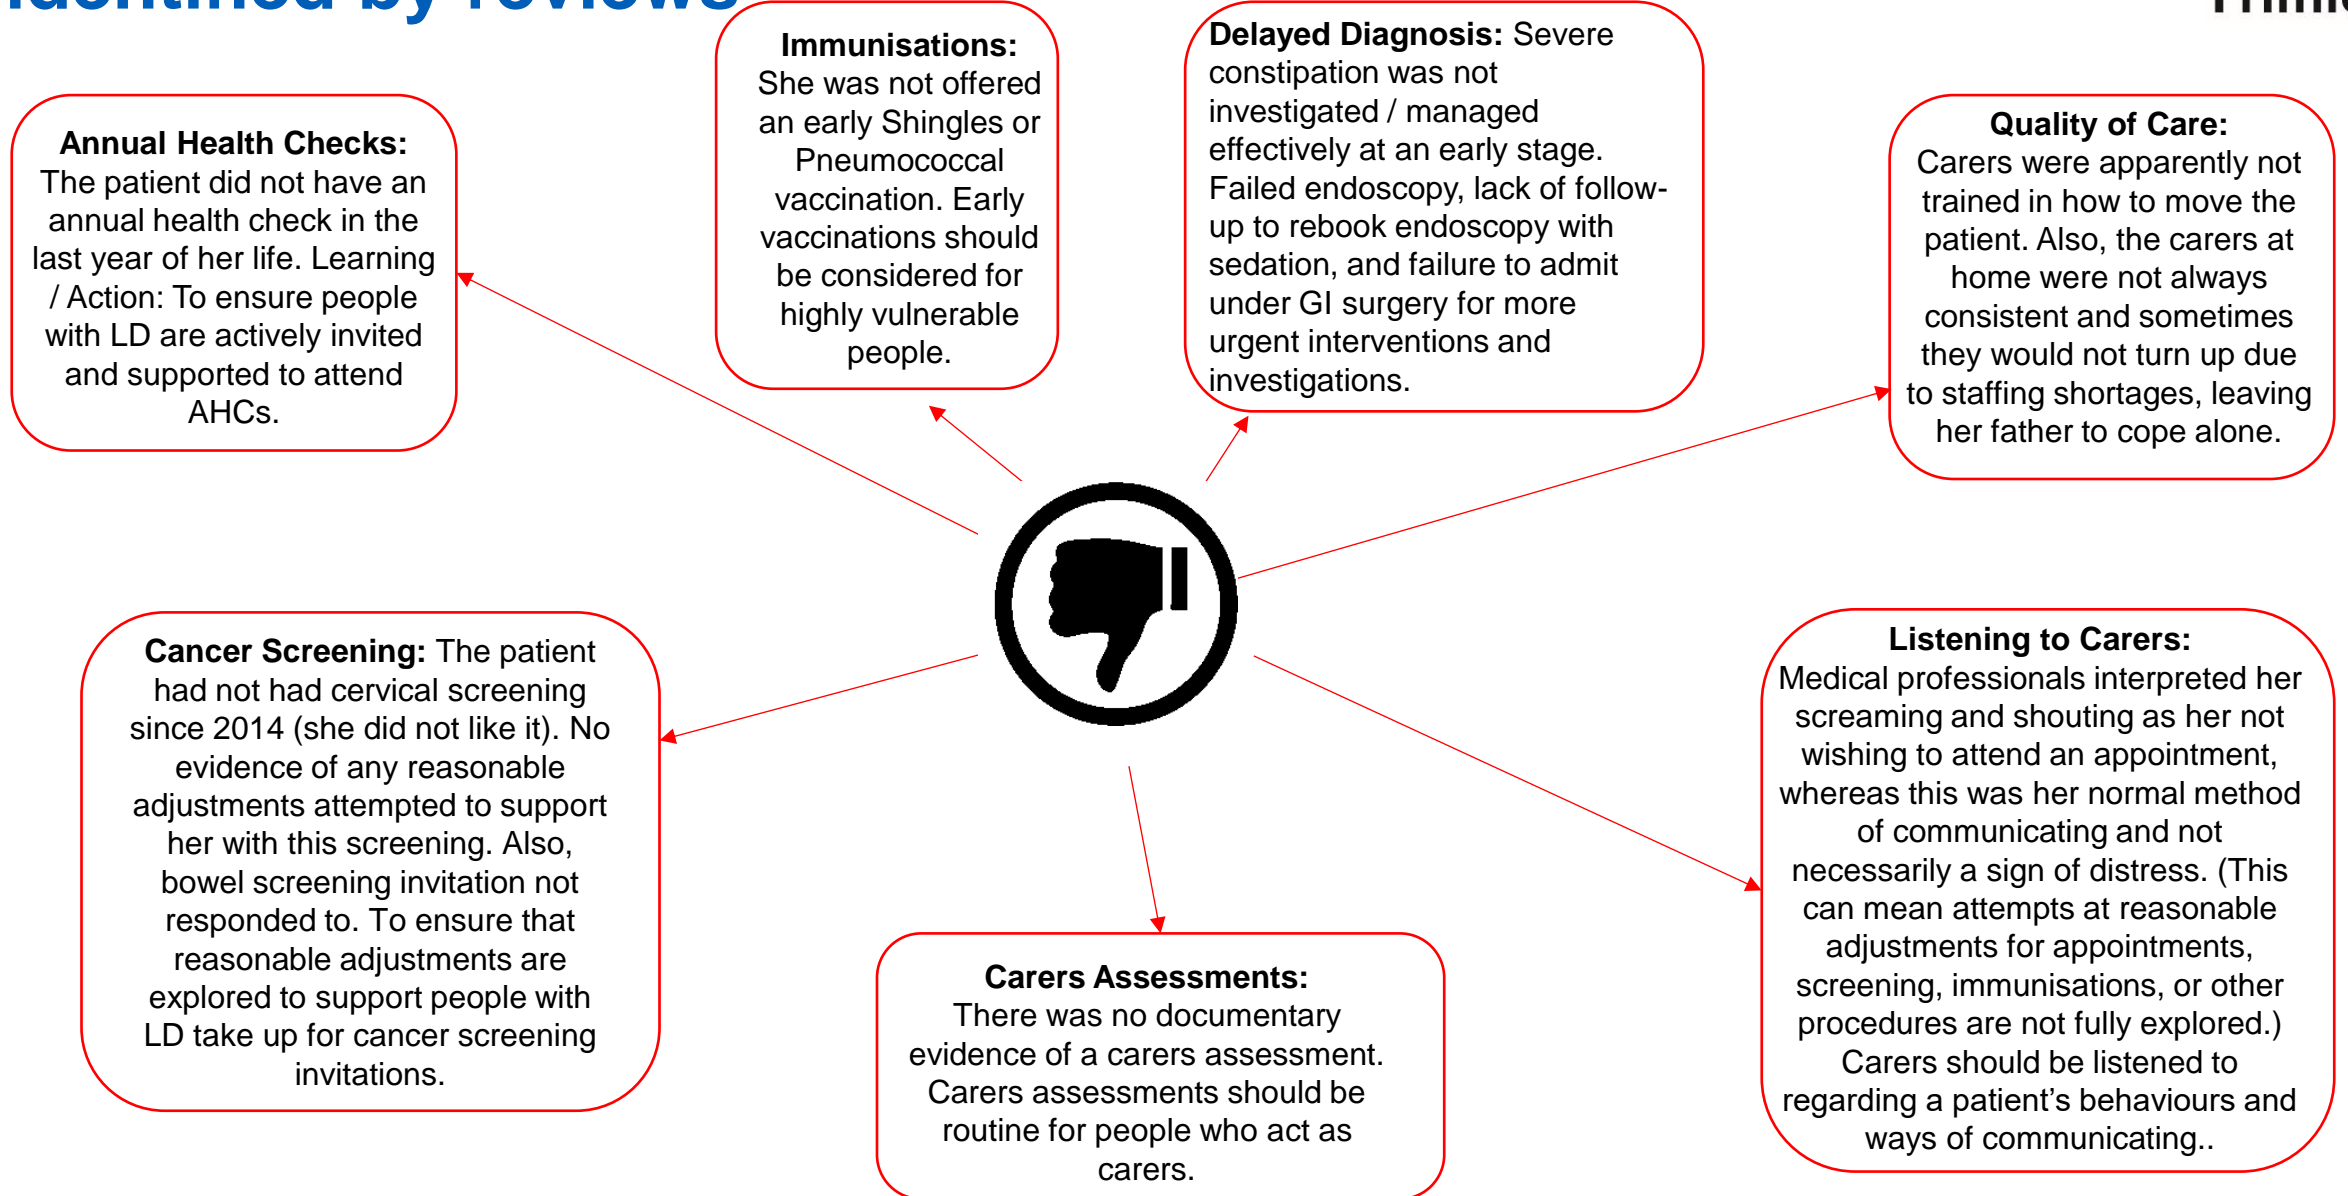 identified by reviews
Immunisations:
She was not offered
an early Shingles or
Pneumococcal
vaccination. Early
vaccinations should
be considered for
highly vulnerable
people.
Delayed Diagnosis: Severe
constipation was not
investigated / managed
effectively at an early stage.
Failed endoscopy, lack of follow-
up to rebook endoscopy with
sedation, and failure to admit
under GI surgery for more
urgent interventions and
investigations.
Annual Health Checks:
The patient did not have an
annual health check in the
last year of her life. Learning
/ Action: To ensure people
with LD are actively invited
and supported to attend
AHCs.
Quality of Care:
Carers were apparently not
trained in how to move the
patient. Also, the carers at
home were not always
consistent and sometimes
they would not turn up due
to staffing shortages, leaving
her father to cope alone.
Cancer Screening: The patient
had not had cervical screening
since 2014 (she did not like it). No
evidence of any reasonable
adjustments attempted to support
her with this screening. Also,
bowel screening invitation not
responded to. To ensure that
reasonable adjustments are
explored to support people with
LD take up for cancer screening
invitations.
Carers Assessments:
There was no documentary
evidence of a carers assessment.
Carers assessments should be
routine for people who act as
carers.
Listening to Carers:
Medical professionals interpreted her
screaming and shouting as her not
wishing to attend an appointment,
whereas this was her normal method
of communicating and not
necessarily a sign of distress. (This
can mean attempts at reasonable
adjustments for appointments,
screening, immunisations, or other
procedures are not fully explored.)
Carers should be listened to
regarding a patient’s behaviours and
ways of communicating..